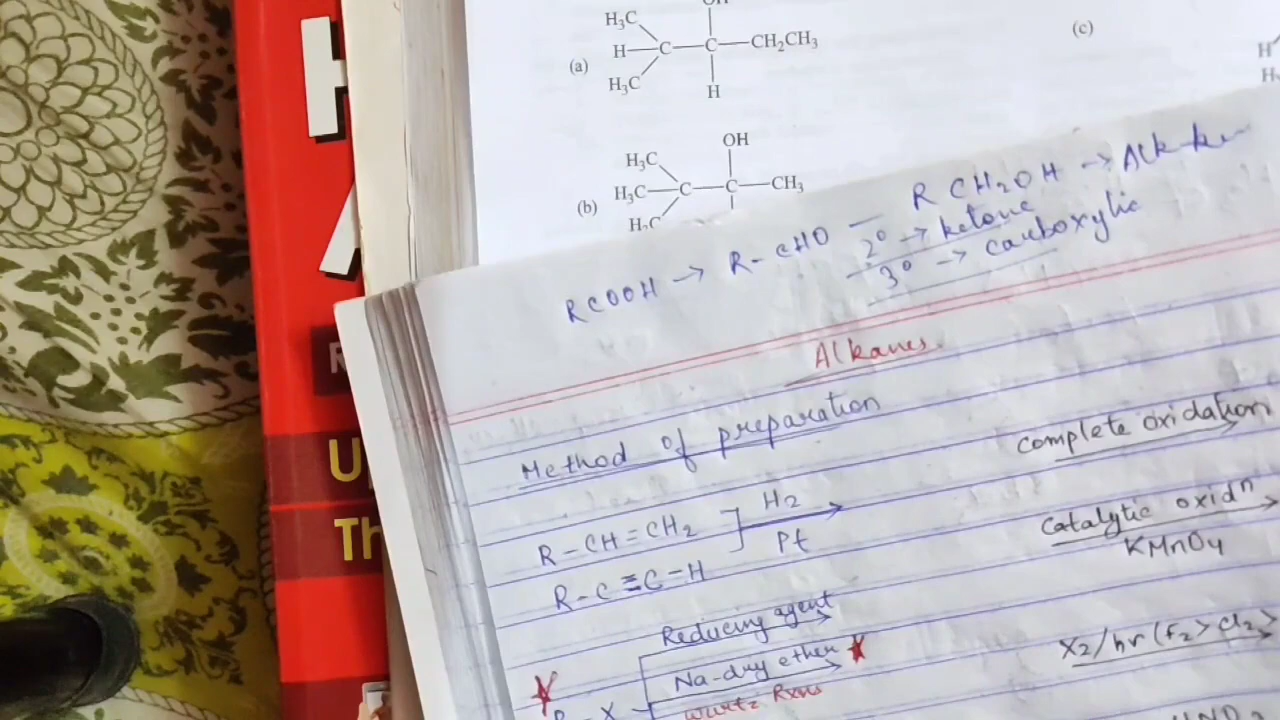 OH
H₃C
H—C—C—CH₂CH₃
(a)
H₃C
H
(c)
H
OH
H₃C
H₃C—C—C—CH₃
(b)
H₃C
RCOOH → R-CHO — RCH₂OH →
2° → ketone
3° → carboxylic
Alkanes
Method of preparation
complete oxidation
R-CH=CH₂ ] H₂
Pt
R-C≡C-H
Catalytic oxidⁿ
KMnO₄
Reducing agent
Na-dry ether
wurtz Rxns
R-X
X₂/hν (F₂>Cl₂>
H
A
R
U
Th